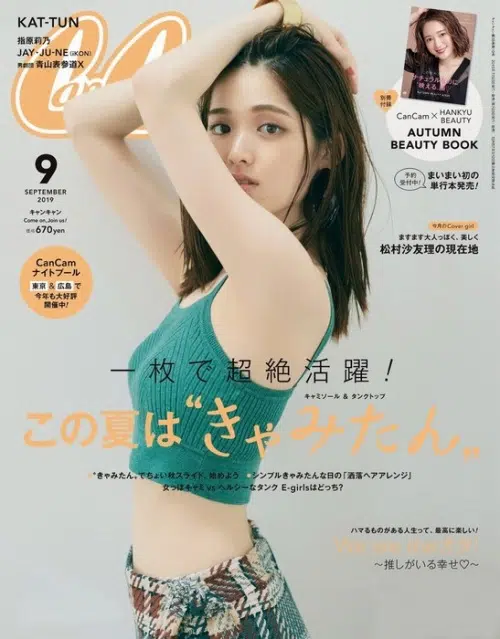 KAT-TUN
指原莉乃
JAY・JU-NE (iKON)
男劇団 青山表参道X
CanCam
9
SEPTEMBER
2019
キャンキャン
Come on, Join us!
670yen
CanCam
ナイトプール
東京 & 広島で
今年も大好評
開催中!
別冊
付録
CanCam × HANKYU
BEAUTY
AUTUMN
BEAUTY BOOK
予約
受付中!
まいまい初の
単行本発売!
今月のCover girl
ますます大人っぽく、美しく
松村沙友理の現在地
一枚で超絶活躍!
キャミソール & タンクトップ
この夏は“きゃみたん”
“きゃみたん”でちょい秋スライド、始めよう
シンプルきゃみたんな日の「洒落ヘアアレンジ」
女っぽキャミ vs ヘルシーなタンク E-girlsはどっち?
ハマるものがある人生って、最高に楽しい!
〜推しがいる幸せ♡〜